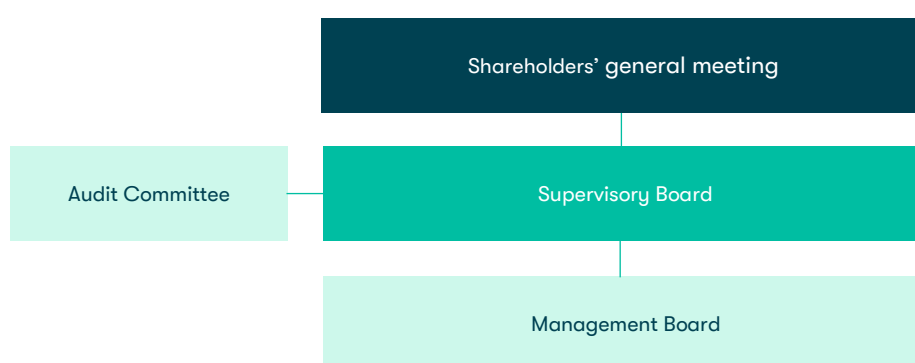 Shareholders’ general meeting
Audit Committee
Supervisory Board
Management Board